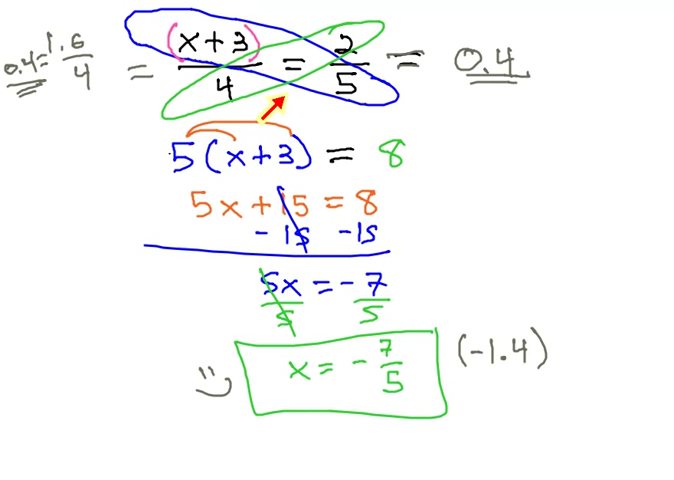 0.4 = 1.6/4 = (x+3)/4 = 2/5 = 0.4
5(x+3) = 8
5x + 15 = 8
- 15 - 15
5x/5 = - 7/5
x = - 7/5 (-1.4)